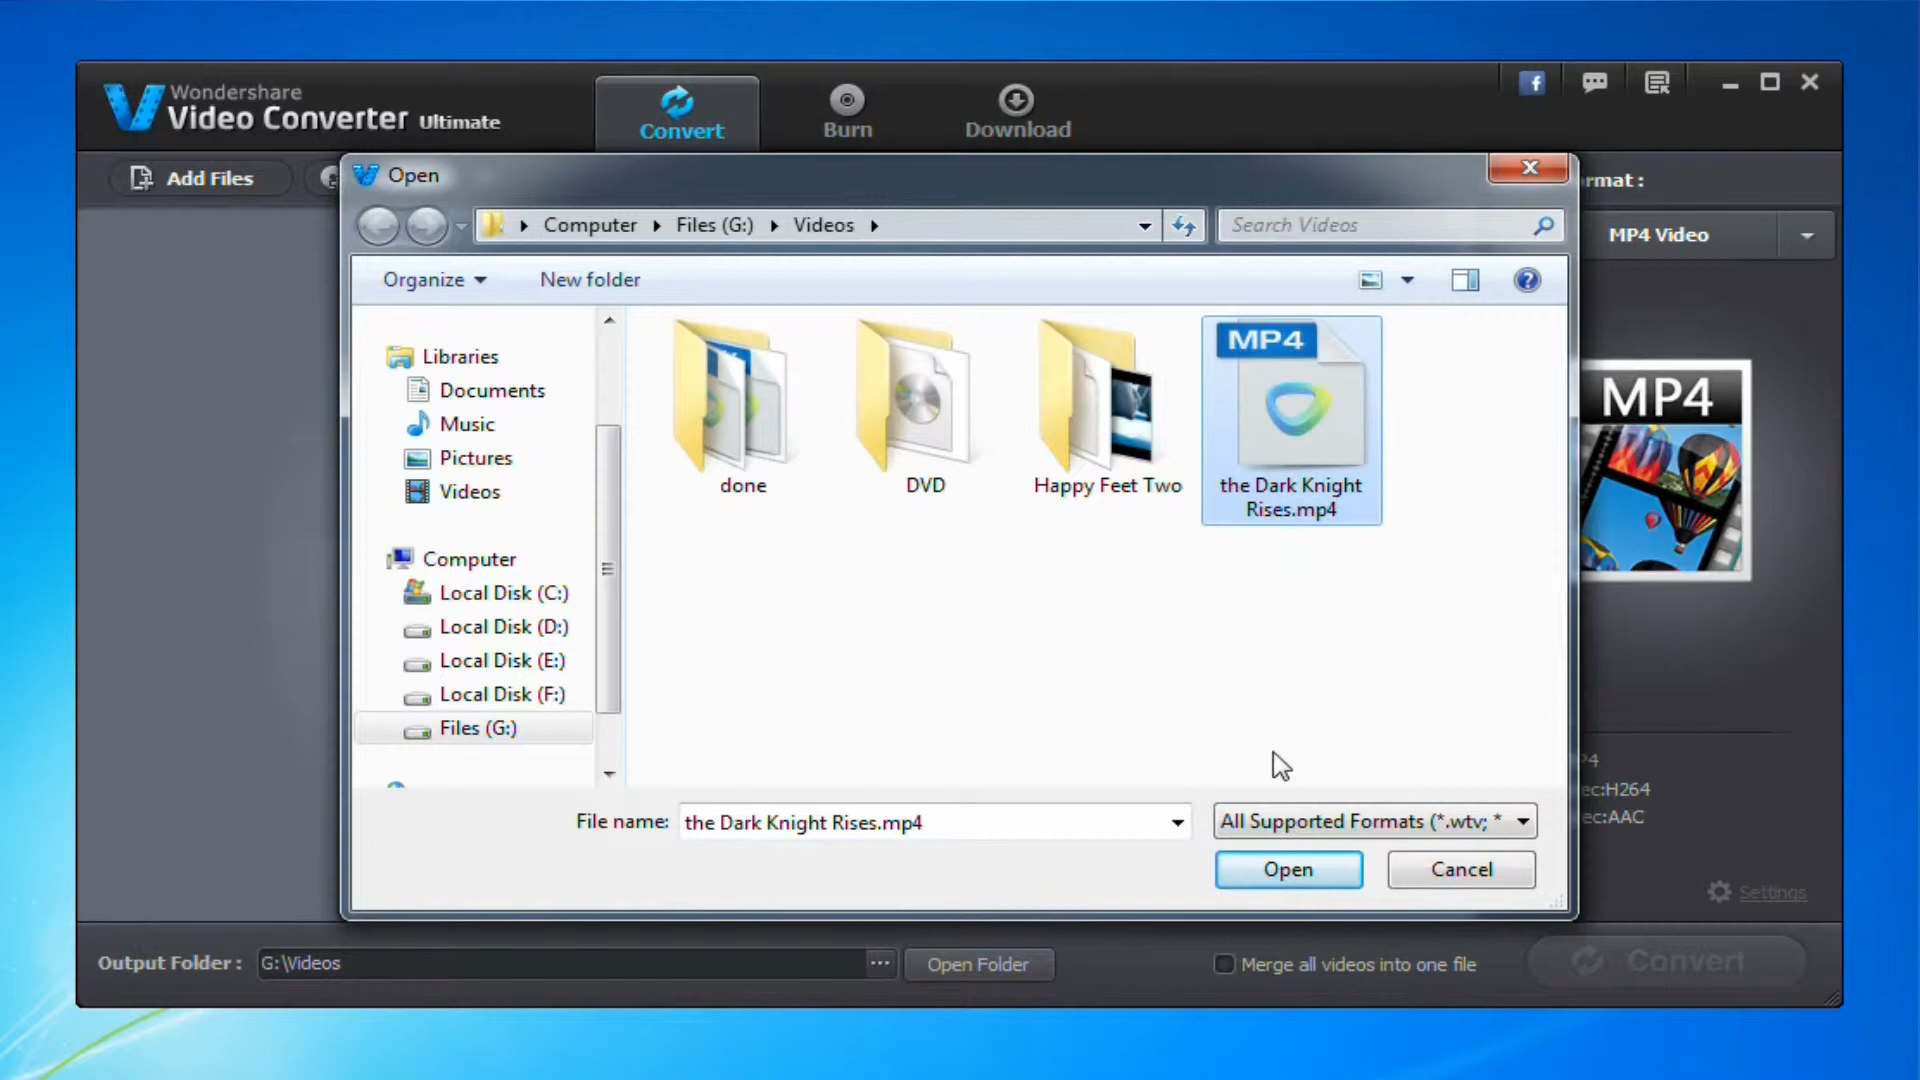 Wondershare
Video Converter Ultimate
Convert
Burn
Download
f
Add Files
Open
rmat :
Computer
Files (G:)
Videos
Search Videos
MP4 Video
Organize
New folder
?
Libraries
Documents
Music
Pictures
Videos
Computer
Local Disk (C:)
Local Disk (D:)
Local Disk (E:)
Local Disk (F:)
Files (G:)
done
DVD
Happy Feet Two
MP4
the Dark Knight
Rises.mp4
MP4
P4
ec:H264
ec:AAC
File name:
the Dark Knight Rises.mp4
All Supported Formats (*.wtv; *
Open
Cancel
Settings
Output Folder :
G:\Videos
...
Open Folder
Merge all videos into one file
Convert